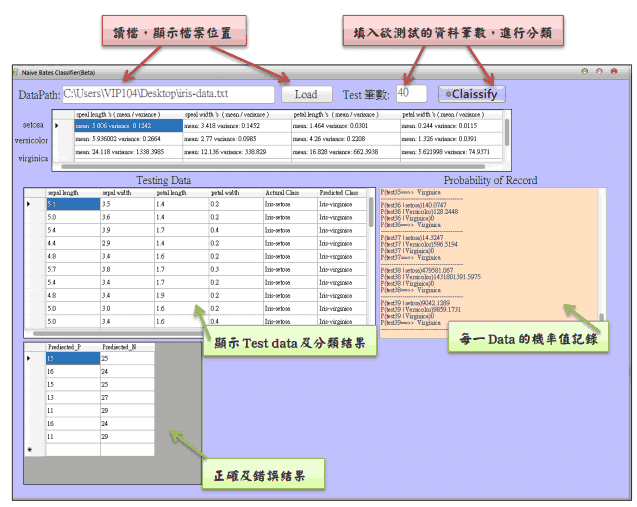 讀檔，顯示檔案位置
填入欲測試的資料筆數，進行分類
Naive Bates Classifier(Beta)
DataPath: C:\Users\VIP104\Desktop\iris-data.txt Load Test 筆數: 40 *Claissify
speal length 's ( mean / variance ) speal width 's ( mean / variance ) petal length 's ( mean / variance ) petal width 's ( mean / variance )
setosa mean: 5.006 variance: 0.1242 mean: 3.418 variance: 0.1452 mean: 1.464 variance: 0.0301 mean: 0.244 variance: 0.0115
versicolor mean: 5.936002 variance: 0.2664 mean: 2.77 variance: 0.0985 mean: 4.26 variance: 0.2208 mean: 1.326 variance: 0.0391
virginica mean: 24.118 variance: 1338.3985 mean: 12.136 variance: 338.829 mean: 16.828 variance: 662.3938 mean: 5.621998 variance: 74.9371
Testing Data
sepal length sepal width petal length petal width Actural Class Predicted Class
5.1 3.5 1.4 0.2 Iris-setosa Iris-virginica
5.0 3.6 1.4 0.2 Iris-setosa Iris-virginica
5.4 3.9 1.7 0.4 Iris-setosa Iris-virginica
4.4 2.9 1.4 0.2 Iris-setosa Iris-virginica
4.8 3.4 1.6 0.2 Iris-setosa Iris-virginica
5.7 3.8 1.7 0.3 Iris-setosa Iris-virginica
5.4 3.4 1.7 0.2 Iris-setosa Iris-virginica
4.8 3.4 1.9 0.2 Iris-setosa Iris-virginica
5.0 3.0 1.6 0.2 Iris-setosa Iris-virginica
5.0 3.4 1.6 0.4 Iris-setosa Iris-virginica
Probability of Record
P(test35==>> Virginica
P(test36 | setosa)140.0747
P(test36 | Versicolor)128.2448
P(test36 | Virginica)0
P(test36==>> Virginica
P(test37 | setosa)14.3247
P(test37 | Versicolor)596.5194
P(test37 | Virginica)0
P(test37==>> Virginica
P(test38 | setosa)479581.067
P(test38 | Versicolor)1431801391.5975
P(test38 | Virginica)0
P(test38==>> Virginica
P(test39 | setosa)9042.1289
P(test39 | Versicolor)9859.1731
P(test39 | Virginica)0
P(test39==>> Virginica
顯示 Test data 及分類結果
每一 Data 的機率值記錄
Predicted_P Predicted_N
15 25
16 24
15 25
13 27
11 29
16 24
11 29
*
正確及錯誤結果